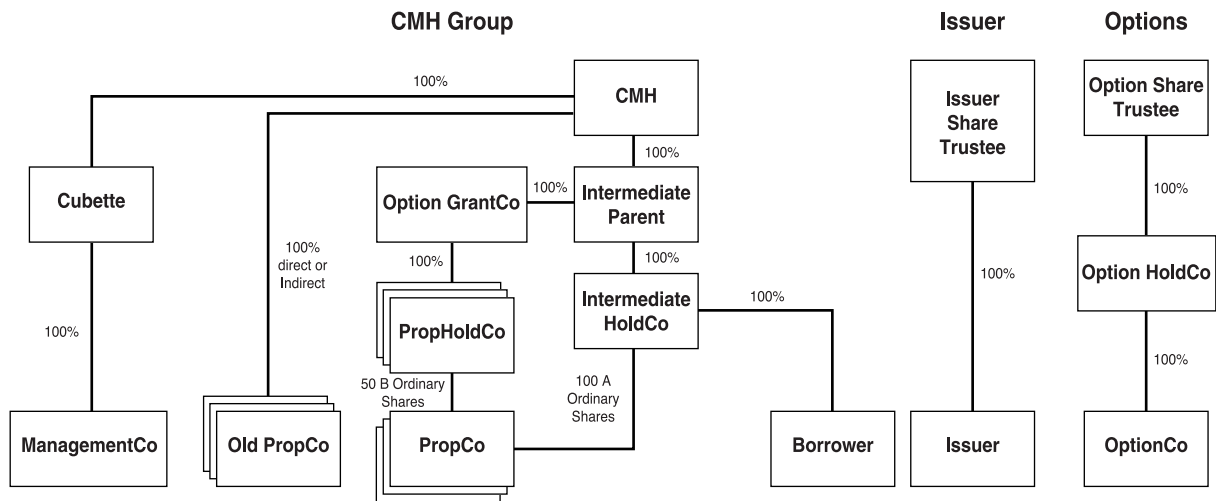 CMH Group
Issuer
Options
100%
CMH
Issuer
Share
Trustee
Option Share
Trustee
100%
Cubette
Option GrantCo
100%
Intermediate
Parent
100%
100%
direct or
Indirect
100%
100%
100%
Option HoldCo
PropHoldCo
Intermediate
HoldCo
100%
100%
100%
50 B Ordinary
Shares
100 A
Ordinary
Shares
ManagementCo
Old PropCo
PropCo
Borrower
Issuer
OptionCo